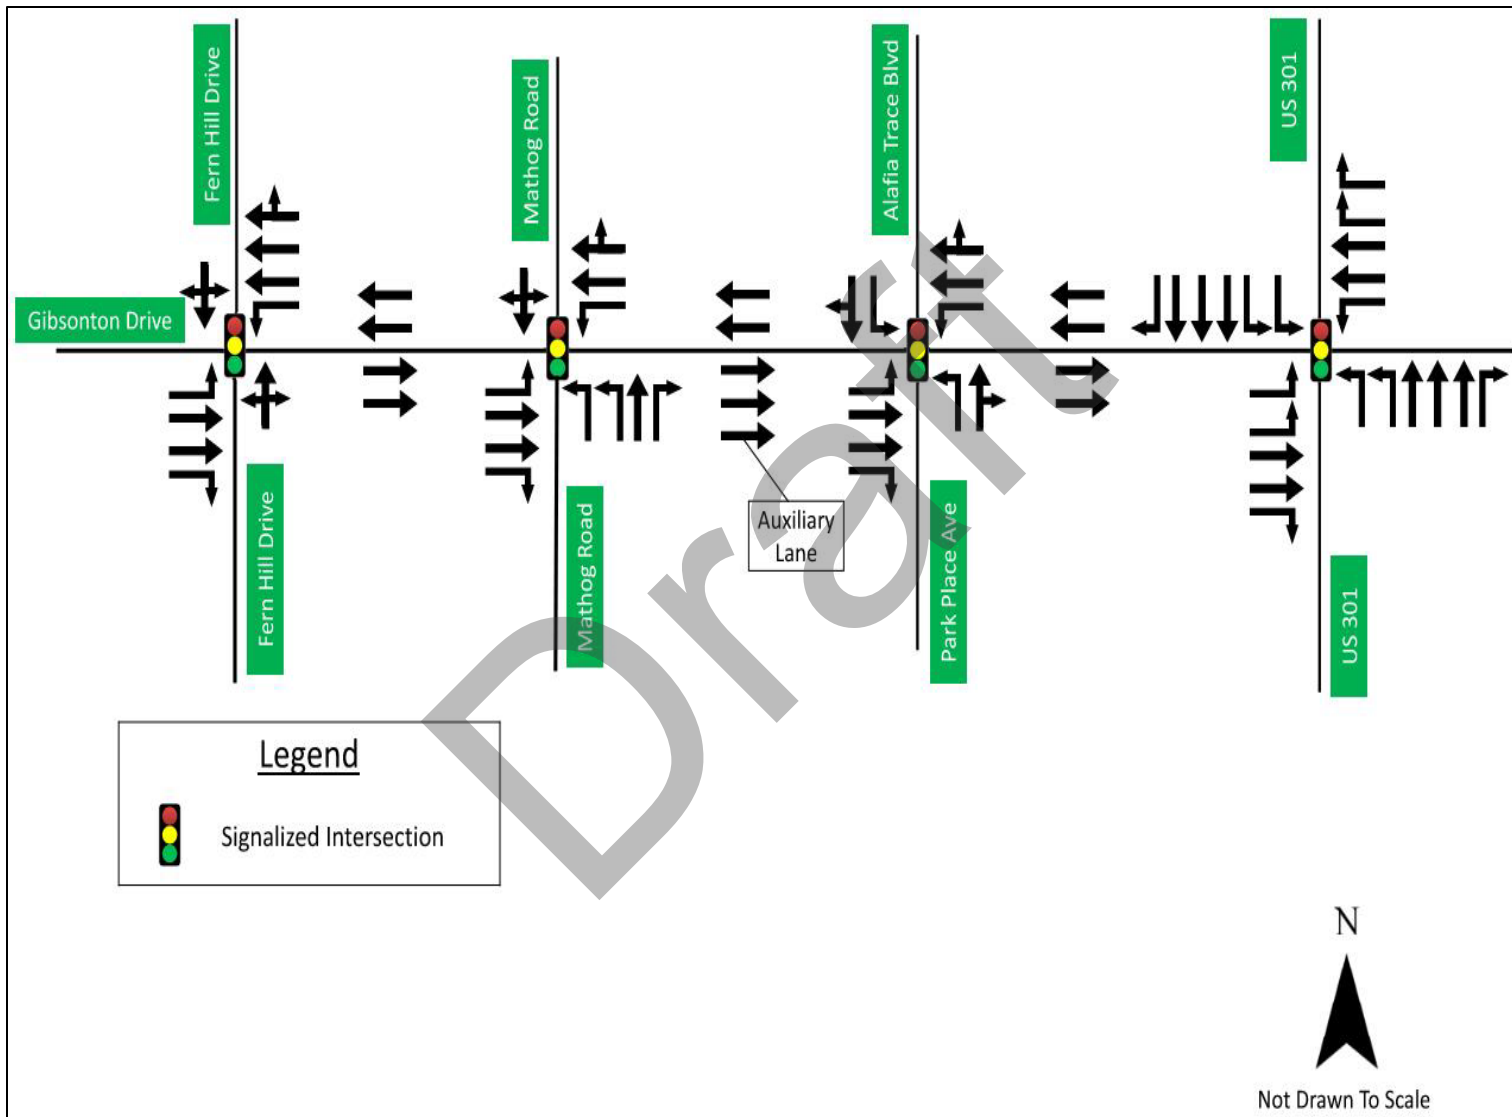 Fern Hill Drive
Mathog Road
Alafia Trace Blvd
US 301
Gibsonton Drive
Auxiliary
Lane
Fern Hill Drive
Mathog Road
Park Place Ave
US 301
Draft
Legend
Signalized Intersection
N
Not Drawn To Scale